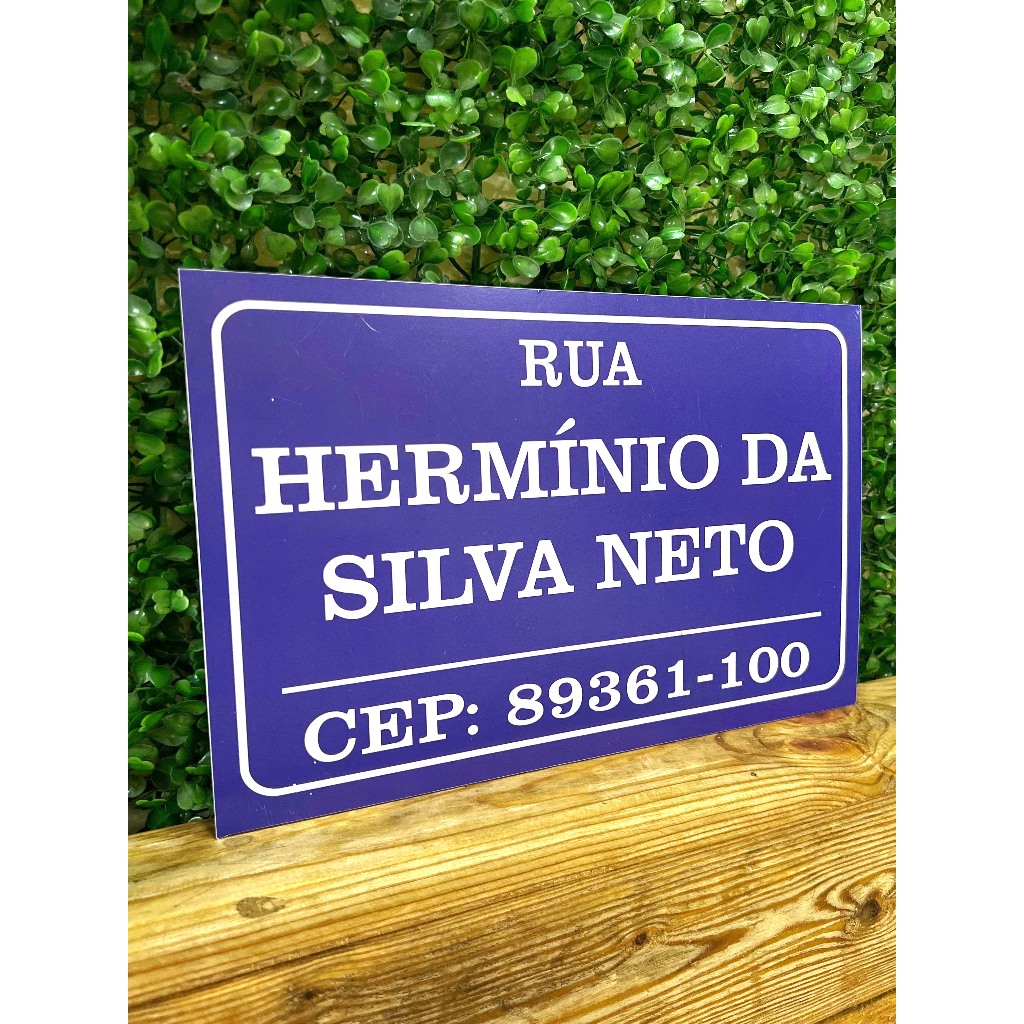 RUA
HERMÍNIO DA
SILVA NETO
CEP: 89361-100